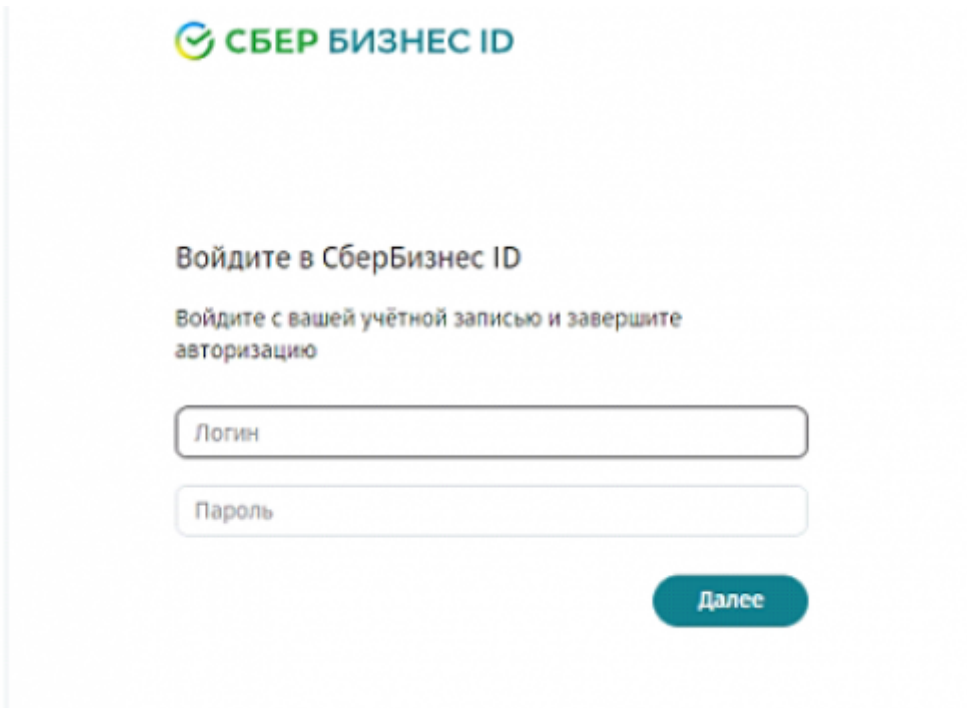 СБЕР БИЗНЕС ID
Войдите в СберБизнес ID
Войдите с вашей учётной записью и завершите
авторизацию
Логин
Пароль
Далее